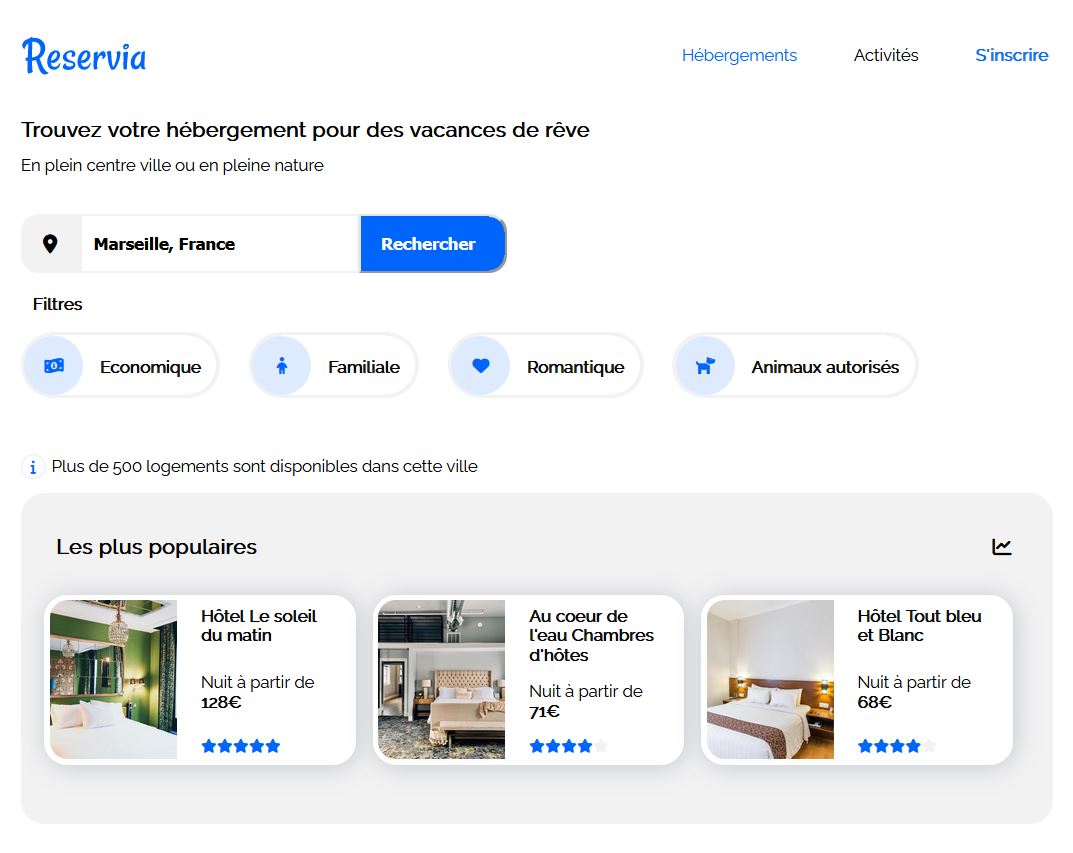 Reservia
Hébergements
Activités
S'inscrire
Trouvez votre hébergement pour des vacances de rêve
En plein centre ville ou en pleine nature
Marseille, France
Rechercher
Filtres
Economique
Familiale
Romantique
Animaux autorisés
Plus de 500 logements sont disponibles dans cette ville
Les plus populaires
Hôtel Le soleil
du matin
Nuit à partir de
128€
Au coeur de
l'eau Chambres
d'hôtes
Nuit à partir de
71€
Hôtel Tout bleu
et Blanc
Nuit à partir de
68€